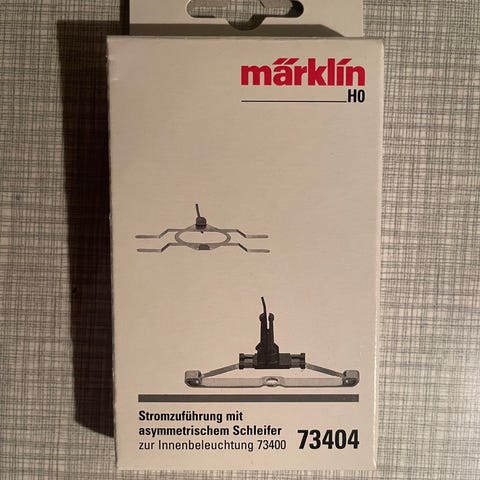 märklin
H0
Stromzuführung mit
asymmetrischem Schleifer
zur Innenbeleuchtung 73400
73404